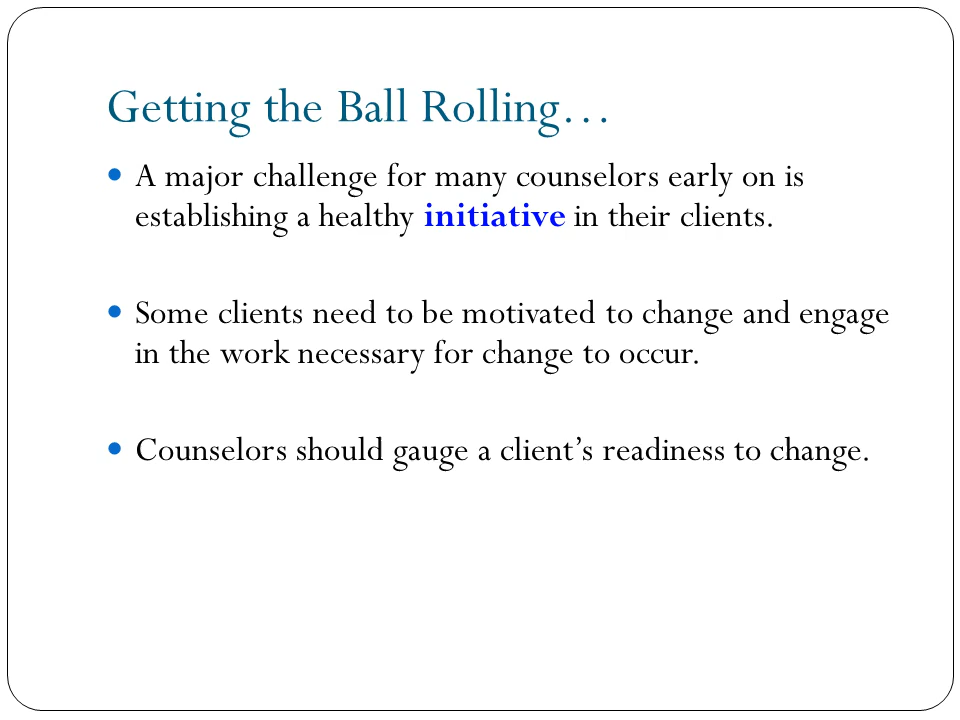 Getting the Ball Rolling…
• A major challenge for many counselors early on is
establishing a healthy initiative in their clients.
• Some clients need to be motivated to change and engage
in the work necessary for change to occur.
• Counselors should gauge a client’s readiness to change.